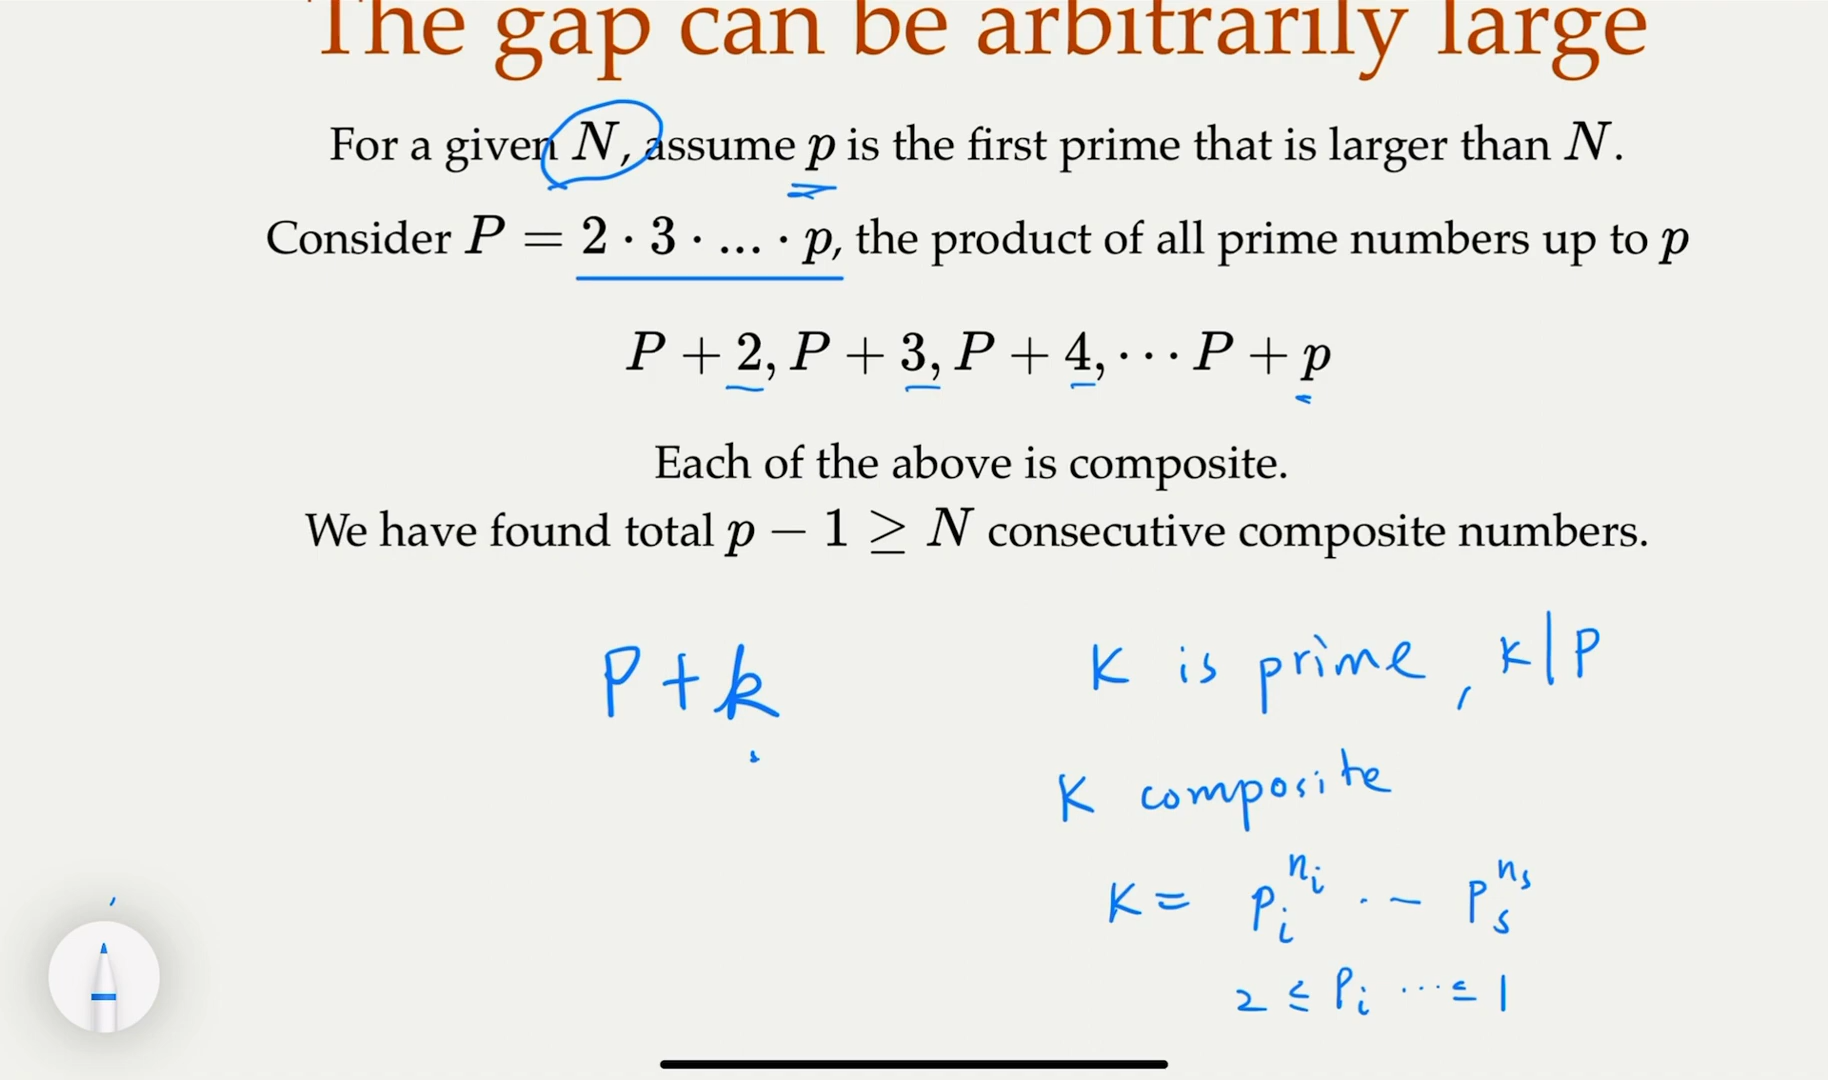 The gap can be arbitrarily large
For a given N, assume p is the first prime that is larger than N.
Consider P = 2 · 3 · ... · p, the product of all prime numbers up to p
P + 2, P + 3, P + 4, ⋯ P + p
Each of the above is composite.
We have found total p − 1 ≥ N consecutive composite numbers.
P + k
K is prime, k|P
K composite
K = p_i^{n_i} ·– p_s^{n_s}
2 ≤ p_i ⋯ ≤ 1